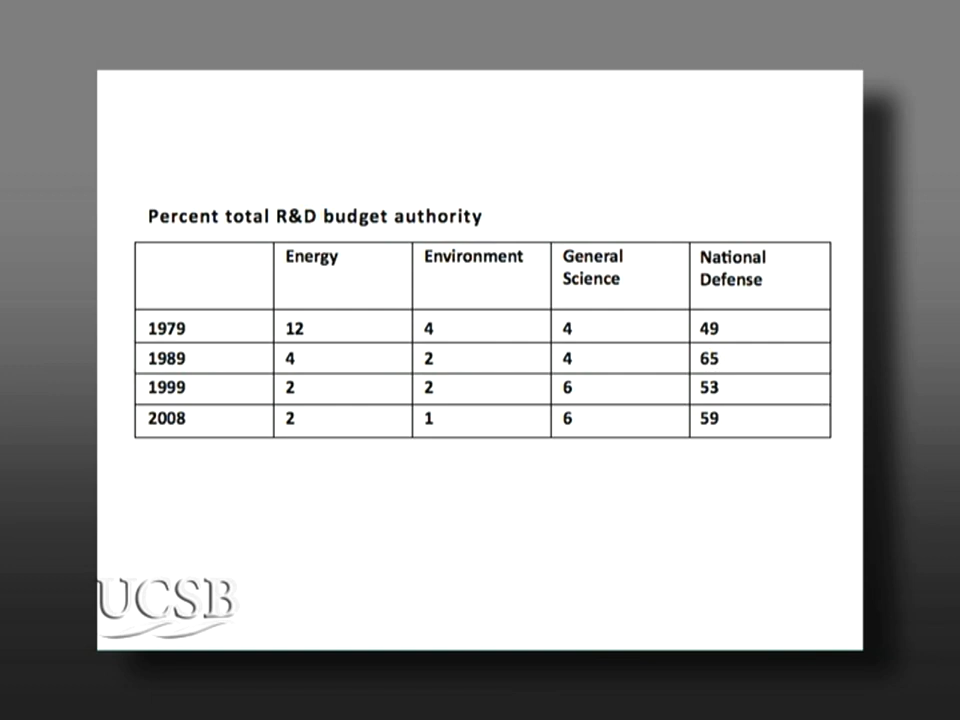 Percent total R&D budget authority
Energy Environment General Science National Defense
1979 12 4 4 49
1989 4 2 4 65
1999 2 2 6 53
2008 2 1 6 59
UCSB